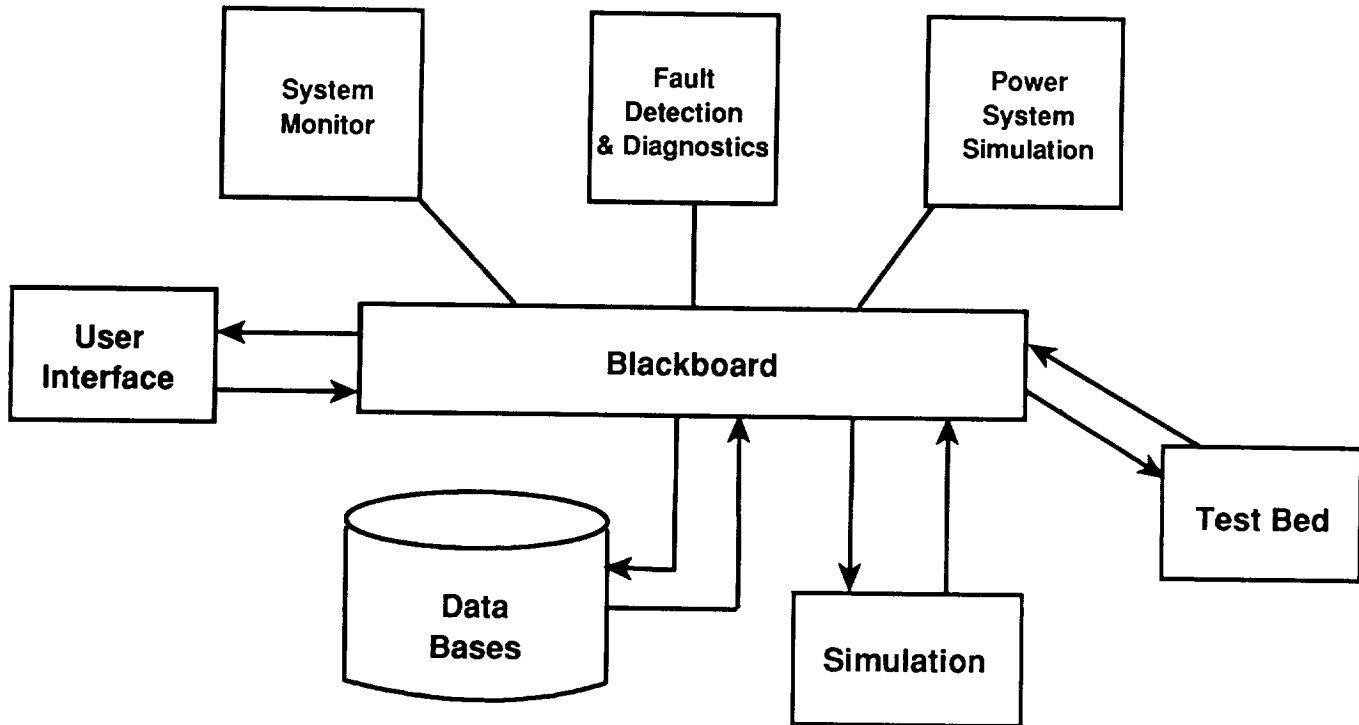 System
Monitor
Fault
Detection
& Diagnostics
Power
System
Simulation
User
Interface
Blackboard
Test Bed
Data
Bases
Simulation